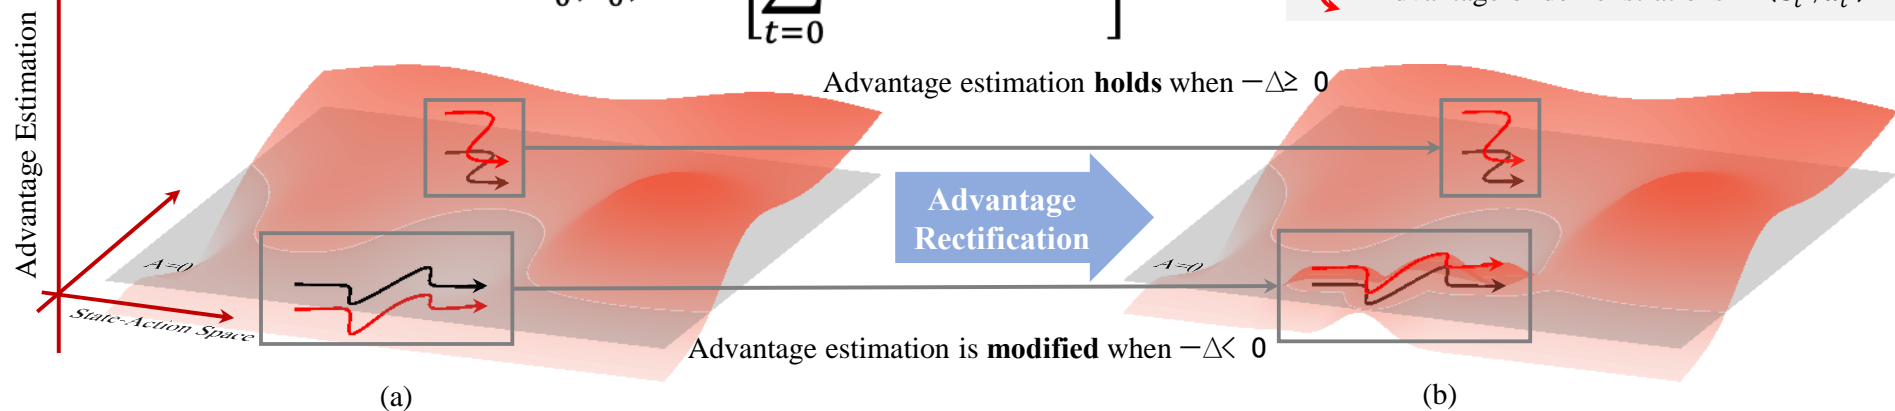 t=0
Advantage Estimation
Advantage estimation holds when −Δ≥ 0
Advantage
Rectification
A=0
A=0
State-Action Space
Advantage estimation is modified when −Δ< 0
(a)
(b)